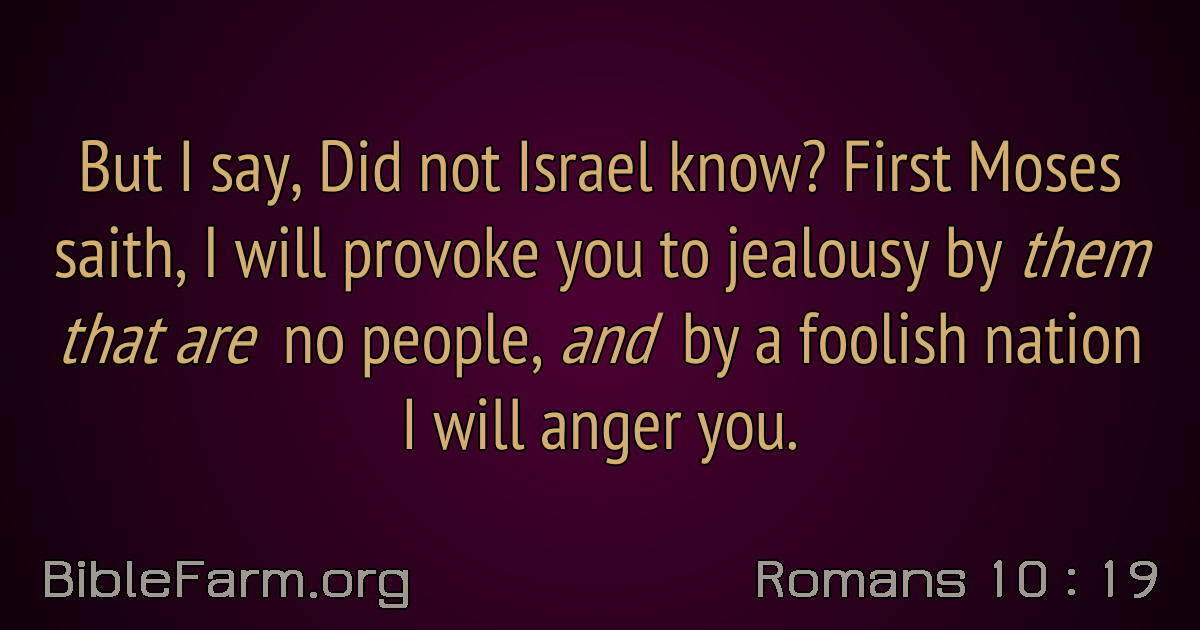 But I say, Did not Israel know? First Moses
saith, I will provoke you to jealousy by them
that are no people, and by a foolish nation
I will anger you.
BibleFarm.org
Romans 10 : 19